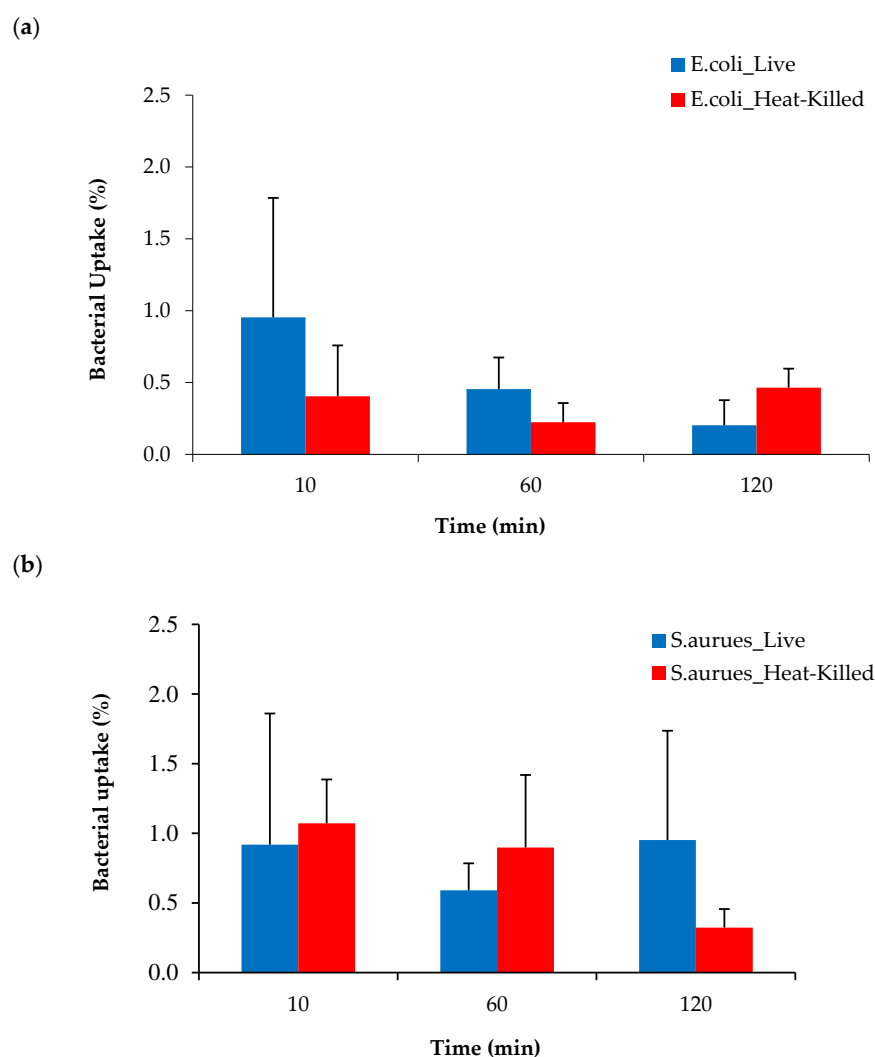 (a)
E.coli_Live
E.coli_Heat-Killed
2.5
2.0
1.5
1.0
0.5
0.0
Bacterial Uptake (%)
10 60 120
Time (min)
(b)
S.aurues_Live
S.aurues_Heat-Killed
2.5
2.0
1.5
1.0
0.5
0.0
Bacterial uptake (%)
10 60 120
Time (min)